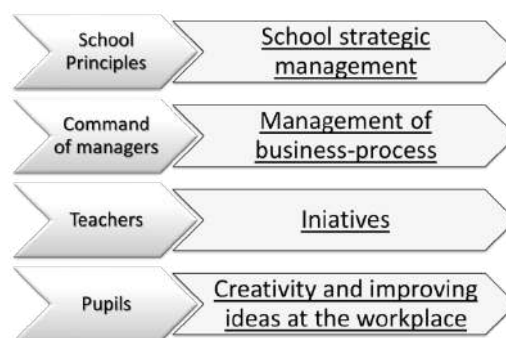 School
Principles
School strategic
management
Command
of managers
Management of
business-process
Teachers
Iniatives
Pupils
Creativity and improving
ideas at the workplace